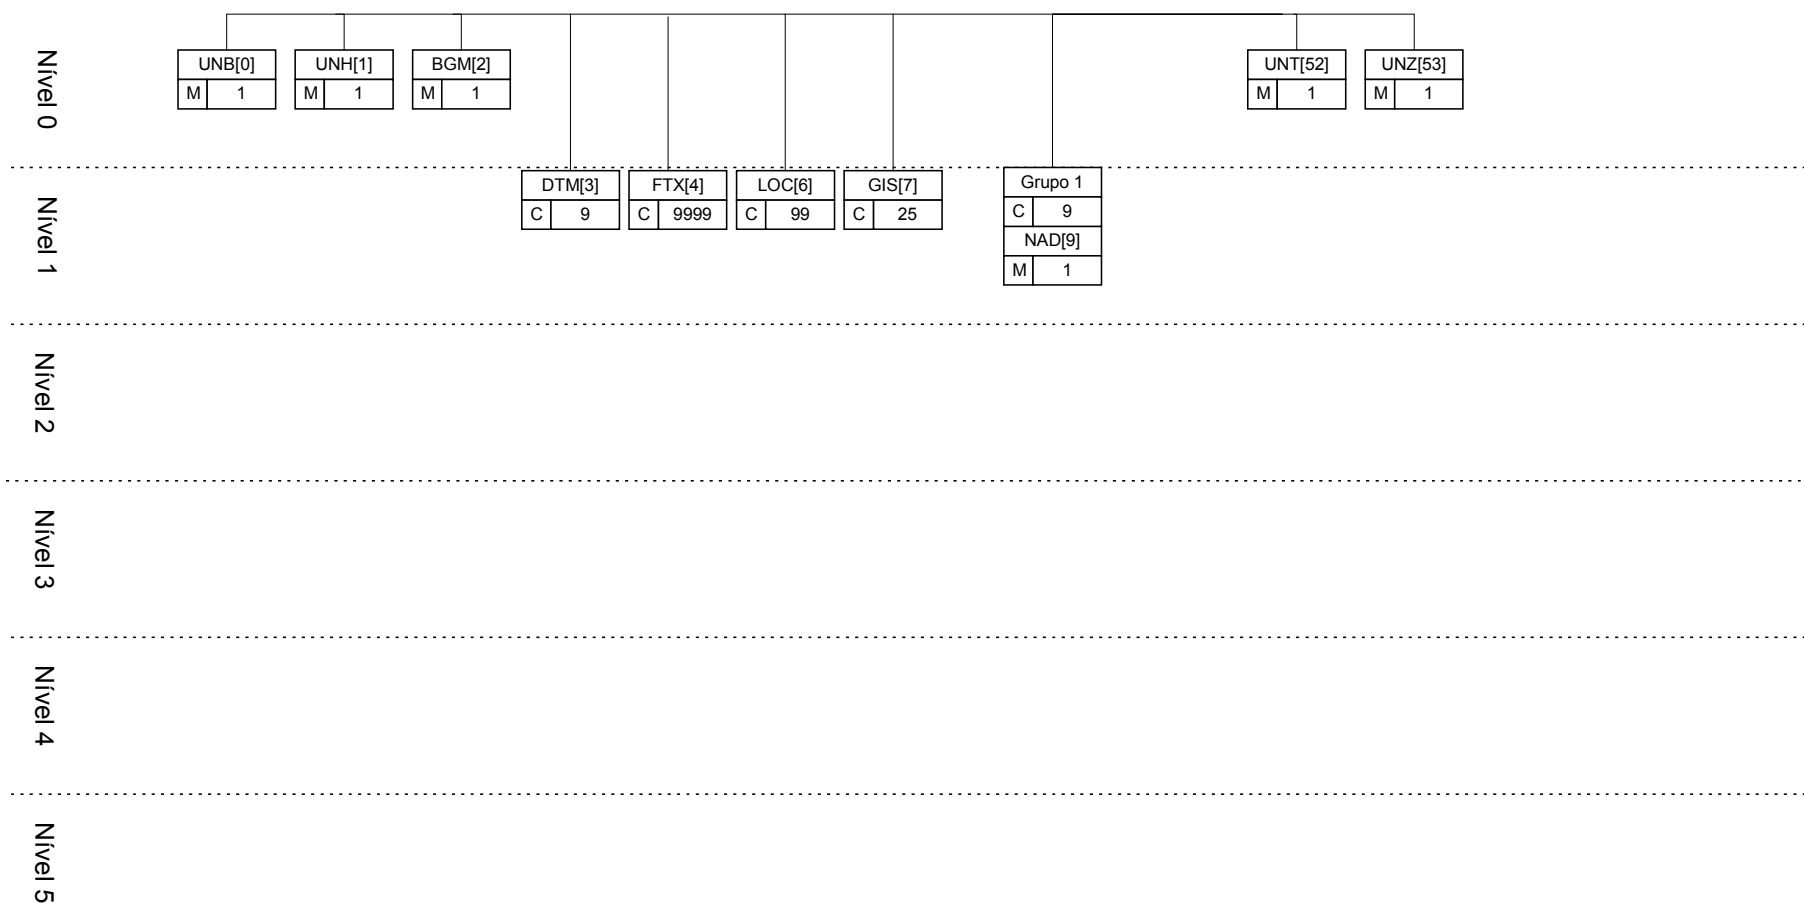 Nível 0
UNB[0]
M 1
UNH[1]
M 1
BGM[2]
M 1
UNT[52]
M 1
UNZ[53]
M 1
Nível 1
DTM[3]
C 9
FTX[4]
C 9999
LOC[6]
C 99
GIS[7]
C 25
Grupo 1
C 9
NAD[9]
M 1
Nível 2
Nível 3
Nível 4
Nível 5